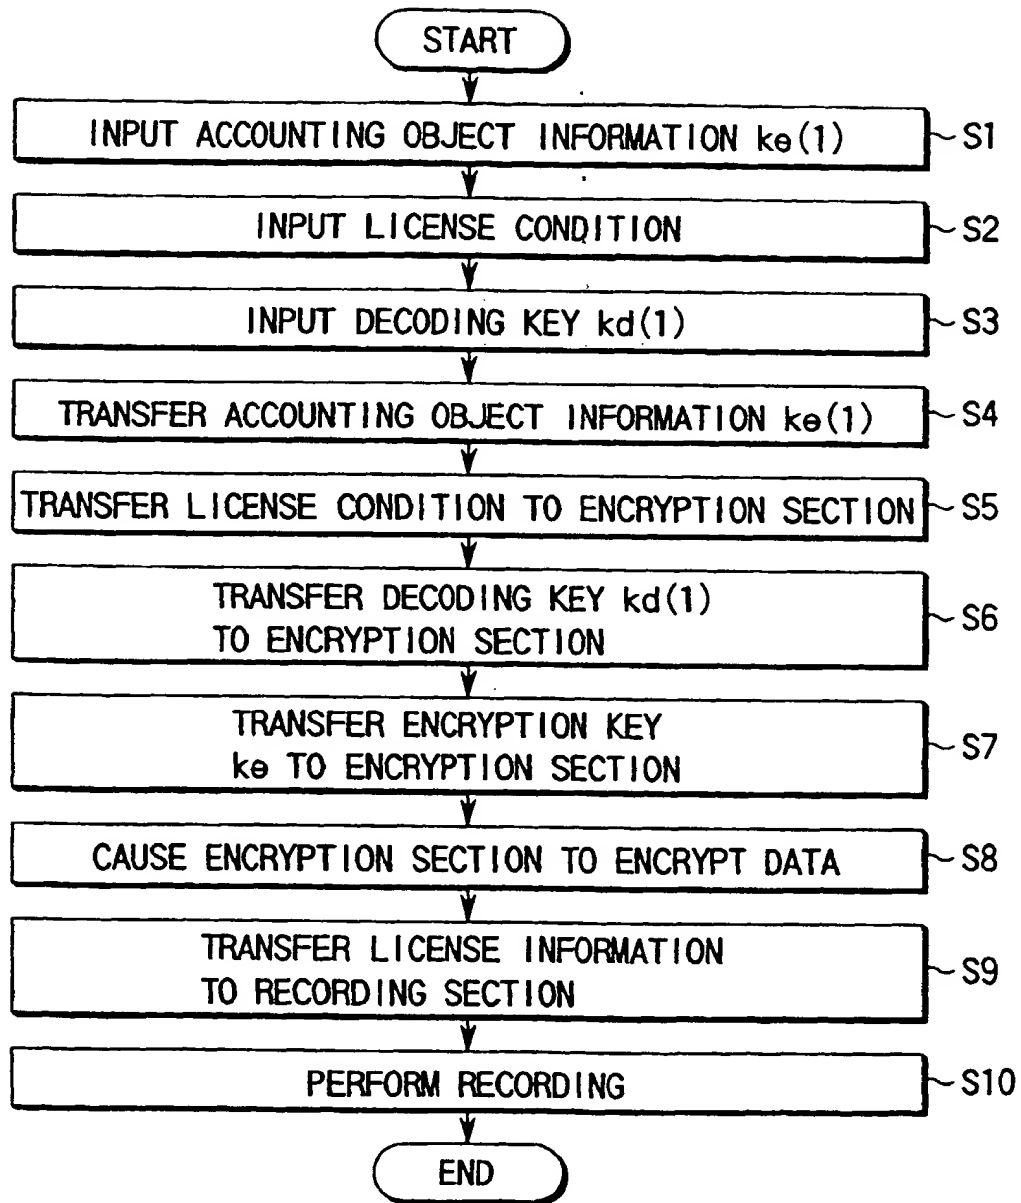 START
INPUT ACCOUNTING OBJECT INFORMATION ke(1)
~S1
INPUT LICENSE CONDITION
~S2
INPUT DECODING KEY kd(1)
~S3
TRANSFER ACCOUNTING OBJECT INFORMATION ke(1)
~S4
TRANSFER LICENSE CONDITION TO ENCRYPTION SECTION
~S5
TRANSFER DECODING KEY kd(1)
TO ENCRYPTION SECTION
~S6
TRANSFER ENCRYPTION KEY
ke TO ENCRYPTION SECTION
~S7
CAUSE ENCRYPTION SECTION TO ENCRYPT DATA
~S8
TRANSFER LICENSE INFORMATION
TO RECORDING SECTION
~S9
PERFORM RECORDING
~S10
END